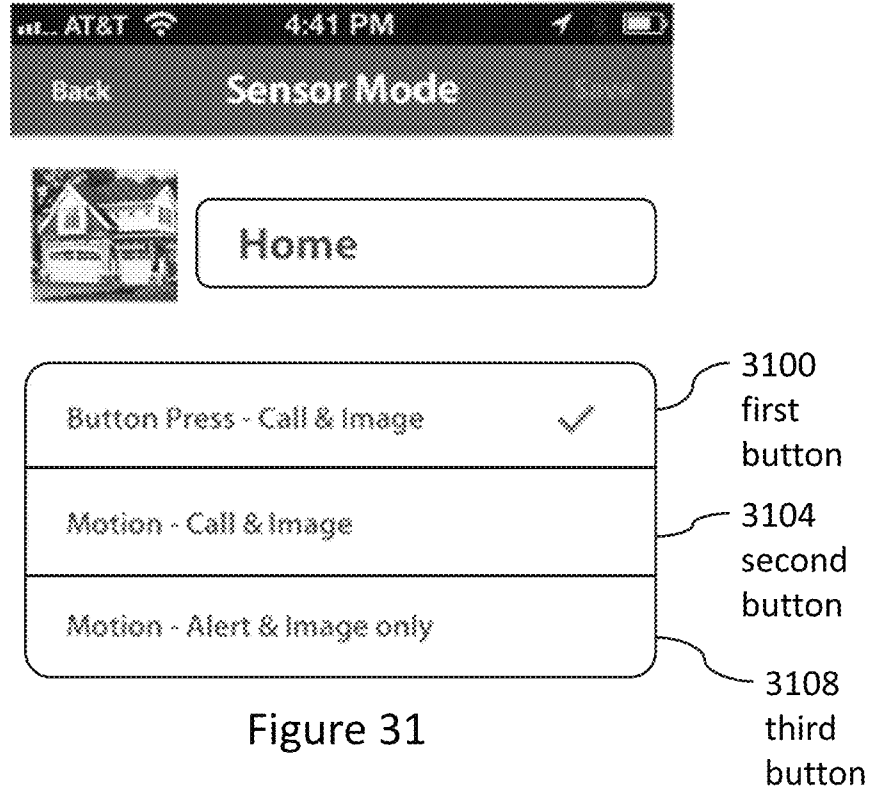 AT&T 4:41 PM
Back Sensor Mode
Home
Button Press - Call & Image
3100
first
button
Motion - Call & Image
3104
second
button
Motion - Alert & Image only
3108
third
button
Figure 31